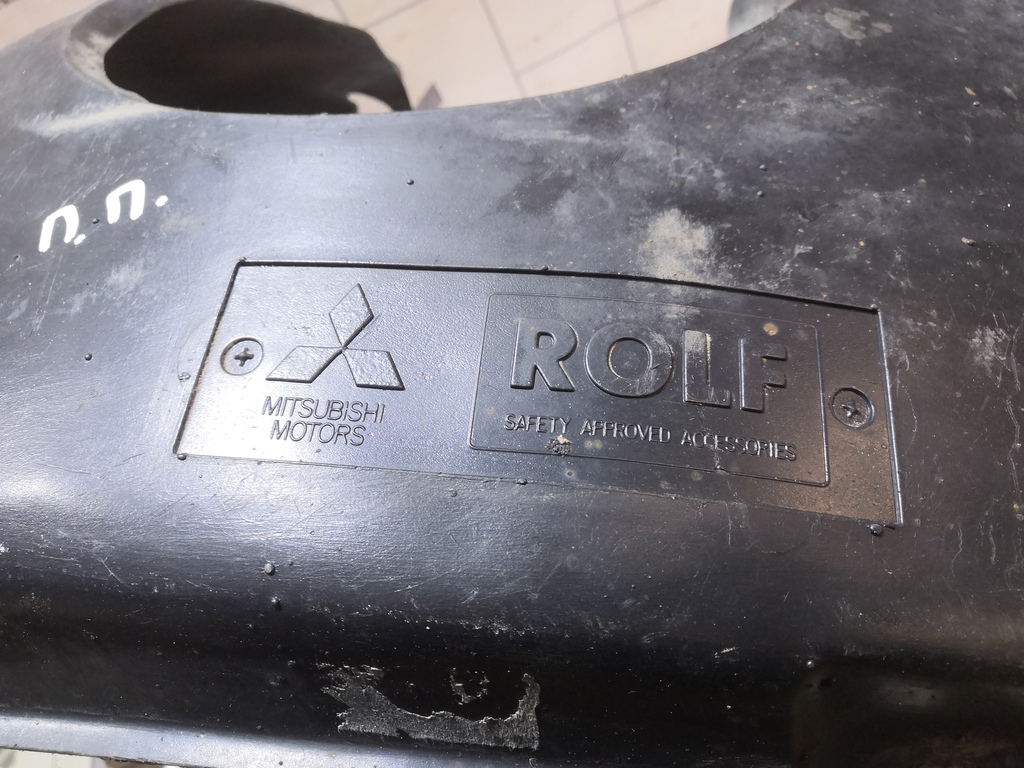 П.П.
MITSUBISHI
MOTORS
ROLF
SAFETY APPROVED ACCESSORIES